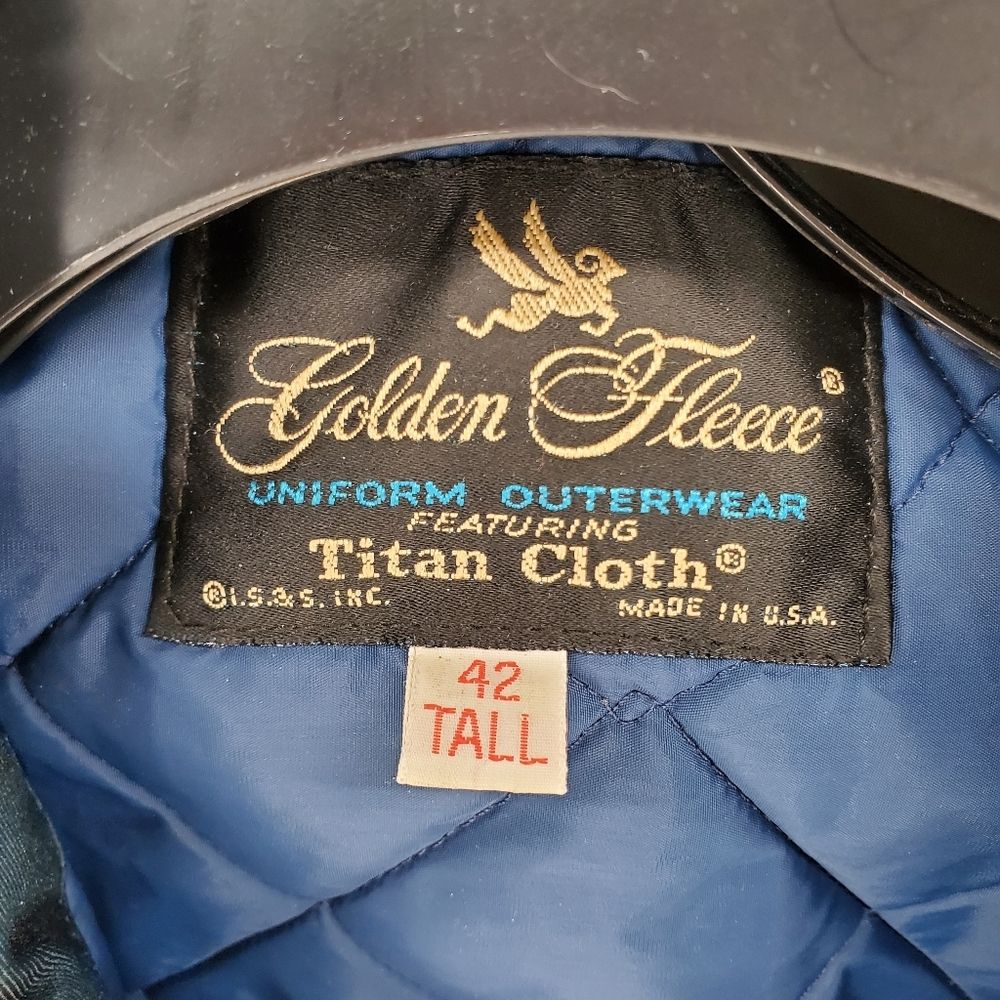 Golden Fleece®
UNIFORM OUTERWEAR
FEATURING
Titan Cloth®
®I.S.&S. INC.
MADE IN U.S.A.
42
TALL